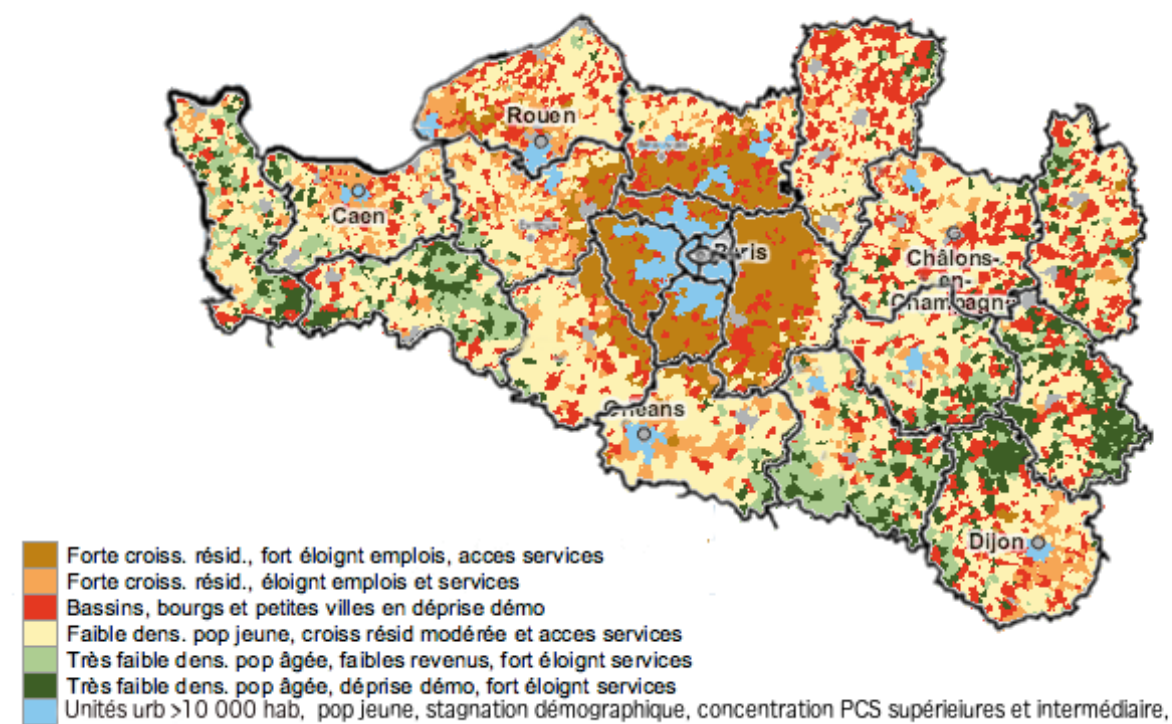 Rouen
Caen
Paris
Châlons-
en-
Champagn
Orléans
Dijon
Forte croiss. résid., fort éloignt emplois, acces services
Forte croiss. résid., éloignt emplois et services
Bassins, bourgs et petites villes en déprise démo
Faible dens. pop jeune, croiss résid modérée et acces services
Très faible dens. pop âgée, faibles revenus, fort éloignt services
Très faible dens. pop âgée, déprise démo, fort éloignt services
Unités urb >10 000 hab, pop jeune, stagnation démographique, concentration PCS supérieiures et intermédiaire,